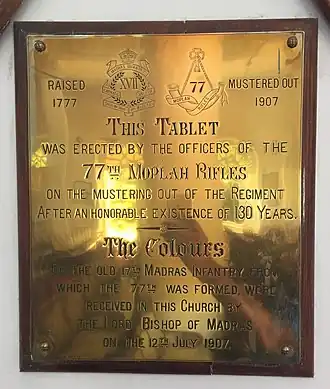 XVII
77
RAISED
1777
MUSTERED OUT
1907
THIS TABLET
WAS ERECTED BY THE OFFICERS OF THE
77TH MOPLAH RIFLES
ON THE MUSTERING OUT OF THE REGIMENT
AFTER AN HONORABLE EXISTENCE OF 130 YEARS.
The Colours
OF THE OLD 17TH MADRAS INFANTRY FROM
WHICH THE 77TH WAS FORMED, WERE
RECEIVED IN THIS CHURCH BY
THE LORD BISHOP OF MADRAS
ON THE 12TH JULY 1907.